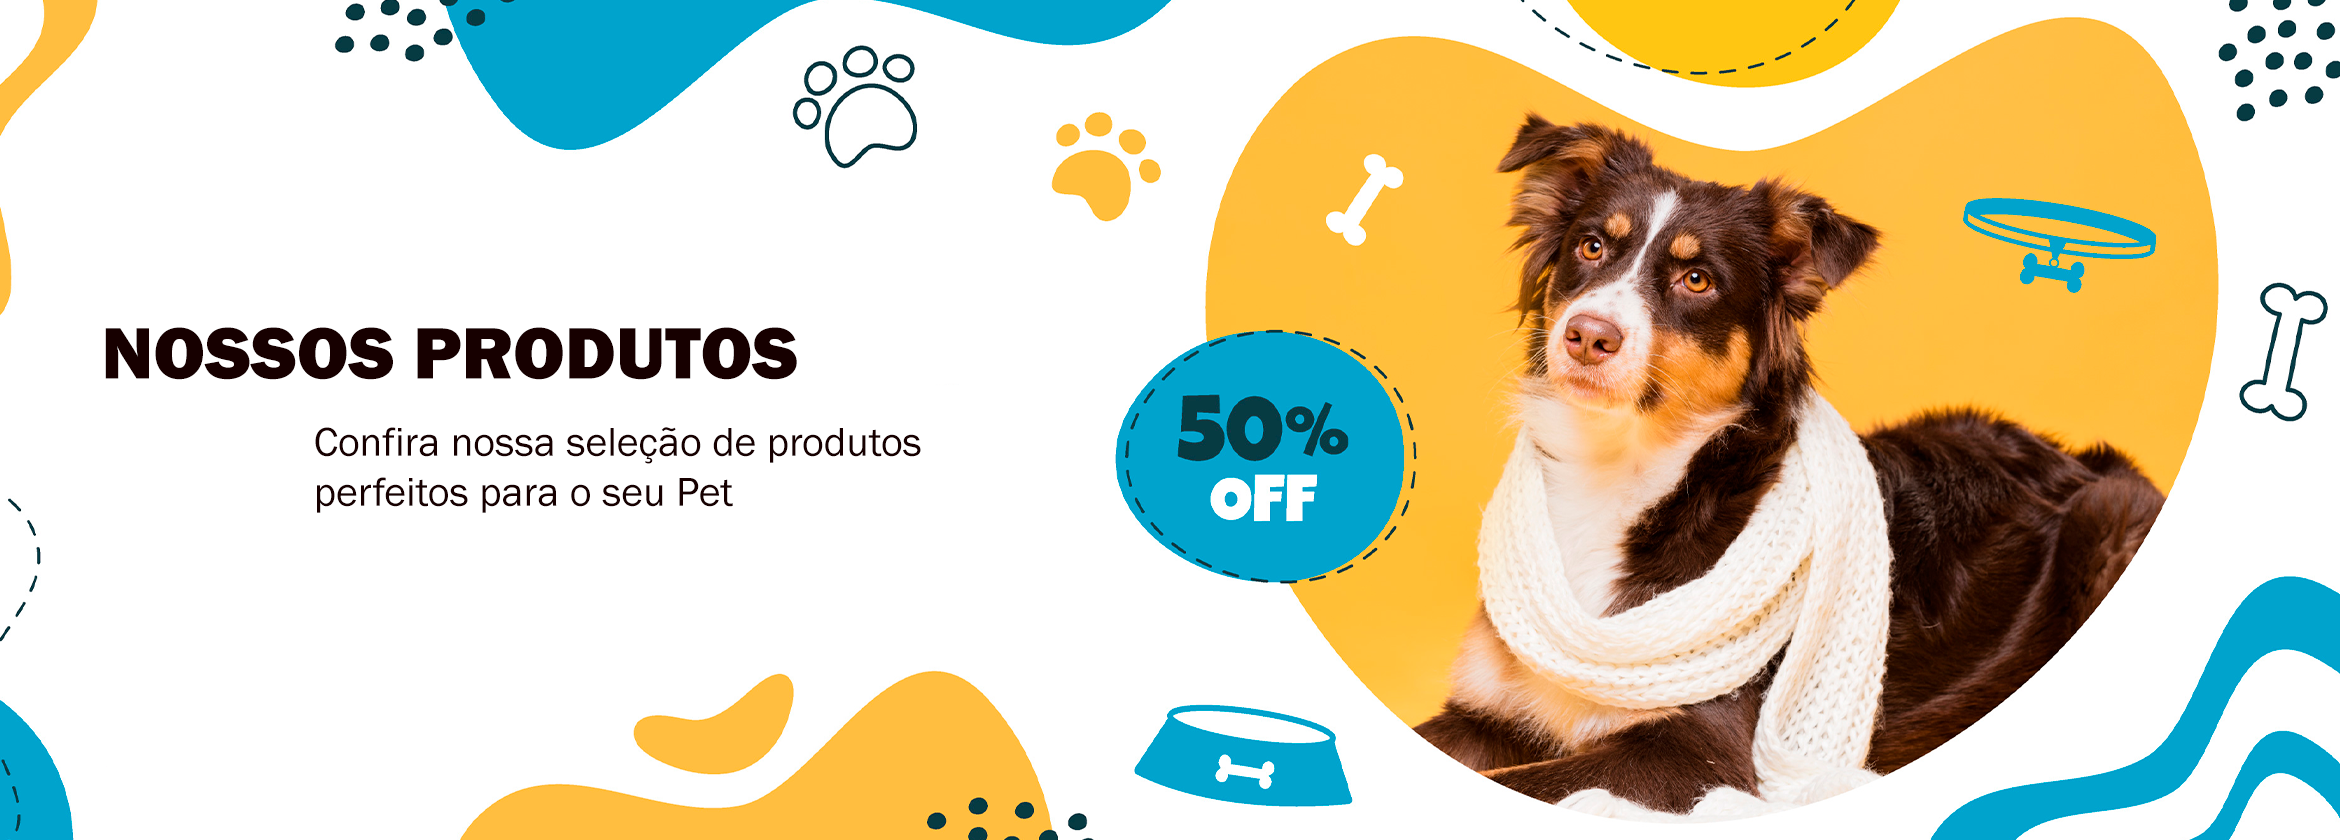 NOSSOS PRODUTOS
Confira nossa seleção de produtos
perfeitos para o seu Pet
50%
OFF